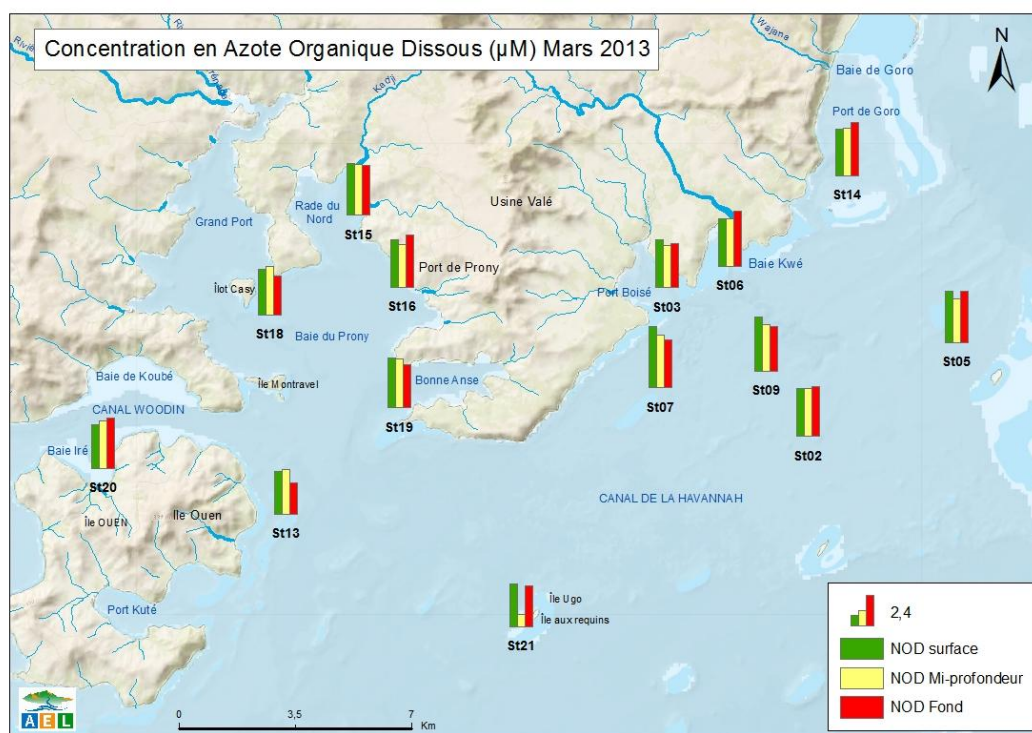 Concentration en Azote Organique Dissous (µM) Mars 2013
Kadji
Wajana
N
Baie de Goro
Port de Goro
St14
Usine Valé
Rade du
Nord
Grand Port
St15
Port de Prony
St16
Îlot Casy
St18
Baie du Prony
Port Boisé
St03
Baie Kwé
St06
St05
St09
St07
St02
Île Montravel
Bonne Anse
St19
Baie de Koubé
CANAL WOODIN
Baie Iré
St20
Île OUEN
Ile Ouen
St13
CANAL DE LA HAVANNAH
Port Kuté
Île Ugo
Île aux requins
St21
2,4
NOD surface
NOD Mi-profondeur
NOD Fond
AEL
0
3,5
7
Km